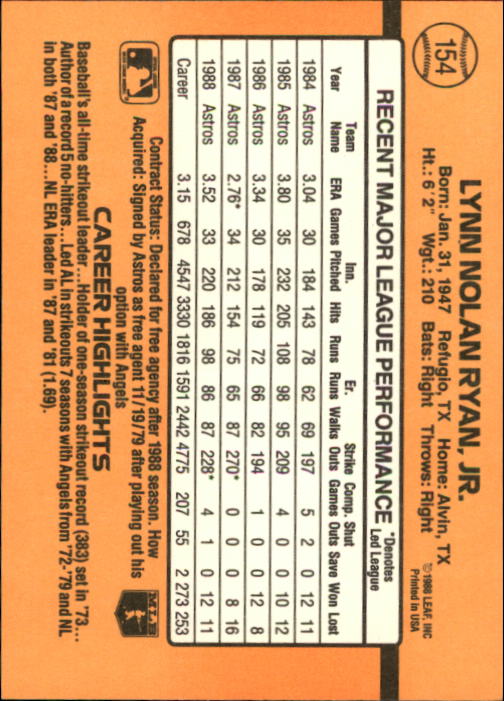 154
LYNN NOLAN RYAN, JR.
Born: Jan. 31, 1947 Refugio, TX Home: Alvin, TX
Ht.: 6' 2" Wgt.: 210 Bats: Right Throws: Right
© 1988 LEAF, INC
Printed in USA
RECENT MAJOR LEAGUE PERFORMANCE
*Denotes
Led League
Team Inn. Er. Strike Comp. Shut
Year Name ERA Games Pitched Hits Runs Runs Walks Outs Games Outs Save Won Lost
1984 Astros 3.04 30 184 143 78 62 69 197 5 2 0 12 11
1985 Astros 3.80 35 232 205 108 98 95 209 4 0 0 10 12
1986 Astros 3.34 30 178 119 72 66 82 194 1 0 0 12 8
1987 Astros 2.76* 34 212 154 75 65 87 270* 0 0 0 8 16
1988 Astros 3.52 33 220 186 98 86 87 228* 4 1 0 12 11
Career 3.15 678 4547 3330 1816 1591 2442 4775 207 55 2 273 253
Contract Status: Declared for free agency after 1988 season. How
Acquired: Signed by Astros as free agent 11/19/79 after playing out his
option with Angels
MLB
CAREER HIGHLIGHTS
Baseball's all-time strikeout leader...Holder of one-season strikeout record (383) set in '73...
Author of a record 5 no-hitters...Led AL in strikeouts 7 seasons with Angels from '72-'79 and NL
in both '87 and '88...NL ERA leader in '87 and '81 (1.69).